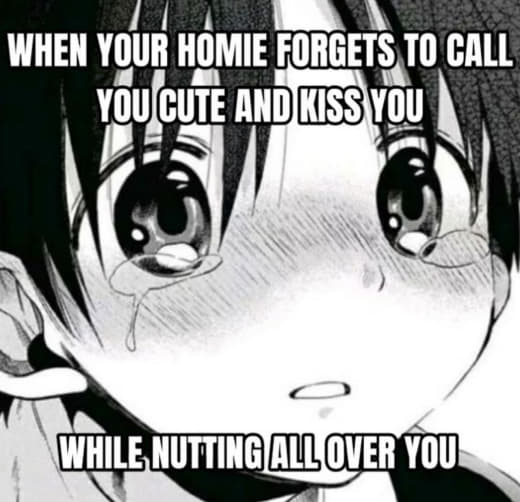 WHEN YOUR HOMIE FORGETS TO CALL
YOU CUTE AND KISS YOU
WHILE NUTTING ALL OVER YOU